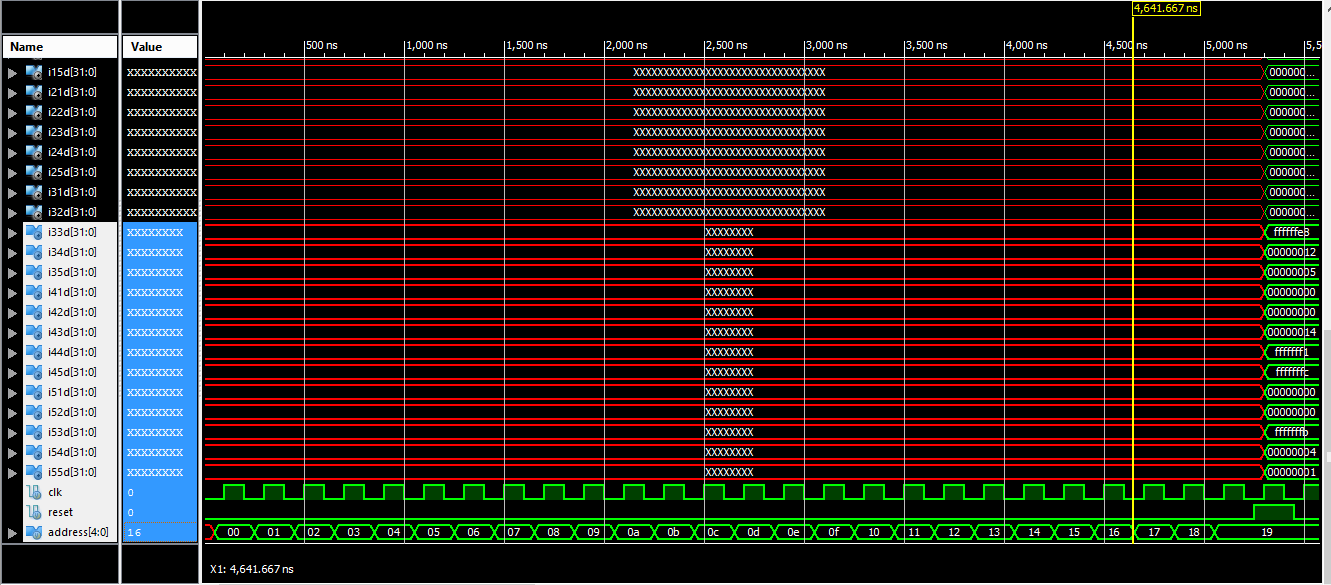 4,641.667 ns
Name Value 500 ns 1,000 ns 1,500 ns 2,000 ns 2,500 ns 3,000 ns 3,500 ns 4,000 ns 4,500 ns 5,000 ns 5,5
i15d[31:0] XXXXXXXXXX XXXXXXXXXXXXXXXXXXXXXXXXXXXXXXXX 000000...
i21d[31:0] XXXXXXXXXX XXXXXXXXXXXXXXXXXXXXXXXXXXXXXXXX 000000...
i22d[31:0] XXXXXXXXXX XXXXXXXXXXXXXXXXXXXXXXXXXXXXXXXX 000000...
i23d[31:0] XXXXXXXXXX XXXXXXXXXXXXXXXXXXXXXXXXXXXXXXXX 000000...
i24d[31:0] XXXXXXXXXX XXXXXXXXXXXXXXXXXXXXXXXXXXXXXXXX 000000...
i25d[31:0] XXXXXXXXXX XXXXXXXXXXXXXXXXXXXXXXXXXXXXXXXX 000000...
i31d[31:0] XXXXXXXXXX XXXXXXXXXXXXXXXXXXXXXXXXXXXXXXXX 000000...
i32d[31:0] XXXXXXXXXX XXXXXXXXXXXXXXXXXXXXXXXXXXXXXXXX 000000...
i33d[31:0] XXXXXXXX XXXXXXXX ffffffe8
i34d[31:0] XXXXXXXX XXXXXXXX 00000012
i35d[31:0] XXXXXXXX XXXXXXXX 00000005
i41d[31:0] XXXXXXXX XXXXXXXX 00000000
i42d[31:0] XXXXXXXX XXXXXXXX 00000000
i43d[31:0] XXXXXXXX XXXXXXXX 00000014
i44d[31:0] XXXXXXXX XXXXXXXX fffffff1
i45d[31:0] XXXXXXXX XXXXXXXX fffffffc
i51d[31:0] XXXXXXXX XXXXXXXX 00000000
i52d[31:0] XXXXXXXX XXXXXXXX 00000000
i53d[31:0] XXXXXXXX XXXXXXXX fffffffb
i54d[31:0] XXXXXXXX XXXXXXXX 00000004
i55d[31:0] XXXXXXXX XXXXXXXX 00000001
clk 0
reset 0
address[4:0] 16 00 01 02 03 04 05 06 07 08 09 0a 0b 0c 0d 0e 0f 10 11 12 13 14 15 16 17 18 19
X1: 4,641.667 ns